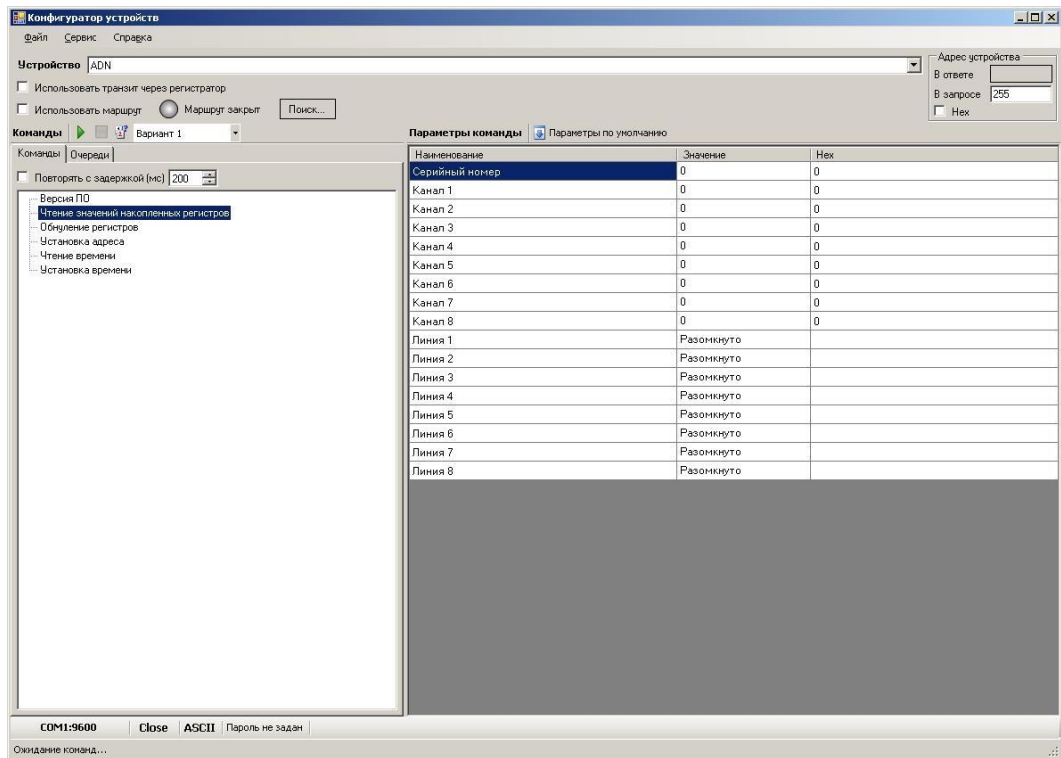 Конфигуратор устройств
Файл Сервис Справка
Устройство ADN
Адрес устройства
В ответе
В запросе 255
Hex
Использовать транзит через регистратор
Использовать маршрут Маршрут закрыт Поиск...
Команды Вариант 1
Параметры команды Параметры по умолчанию
Команды Очереди
Повторять с задержкой (мс) 200
Версия ПО
Чтение значений накопленных регистров
Обнуление регистров
Установка адреса
Чтение времени
Установка времени
Наименование Значение Hex
Серийный номер 0 0
Канал 1 0 0
Канал 2 0 0
Канал 3 0 0
Канал 4 0 0
Канал 5 0 0
Канал 6 0 0
Канал 7 0 0
Канал 8 0 0
Линия 1 Разомкнуто
Линия 2 Разомкнуто
Линия 3 Разомкнуто
Линия 4 Разомкнуто
Линия 5 Разомкнуто
Линия 6 Разомкнуто
Линия 7 Разомкнуто
Линия 8 Разомкнуто
COM1:9600 Close ASCII Пароль не задан
Ожидание команд...